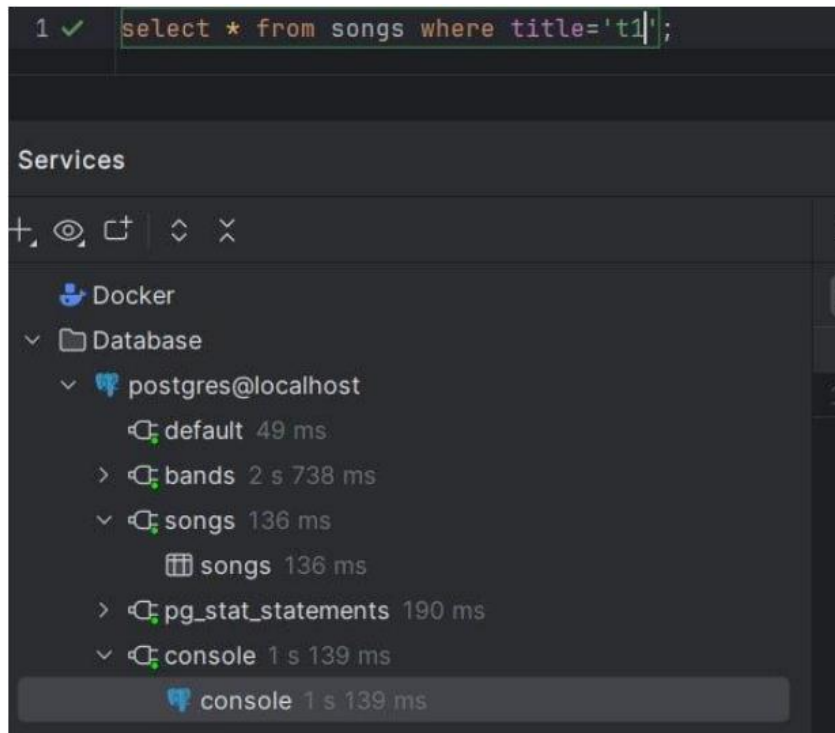 1 select * from songs where title='t1';
Services
Docker
Database
postgres@localhost
default 49 ms
bands 2 s 738 ms
songs 136 ms
songs 136 ms
pg_stat_statements 190 ms
console 1 s 139 ms
console 1 s 139 ms